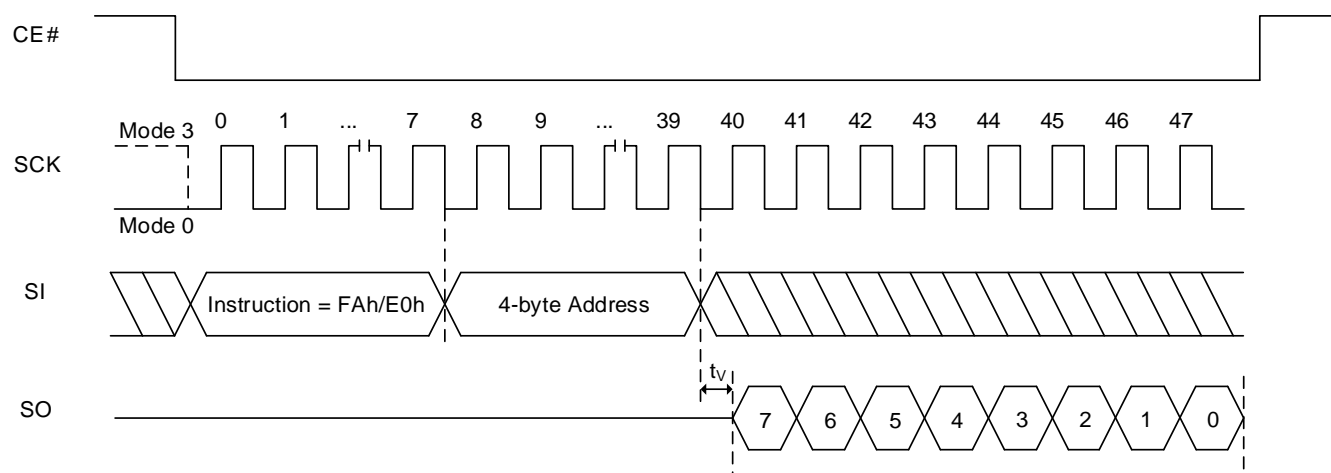 CE#
Mode 3 0 1 ... 7 8 9 ... 39 40 41 42 43 44 45 46 47
SCK
Mode 0
SI Instruction = FAh/E0h 4-byte Address
tV
SO 7 6 5 4 3 2 1 0